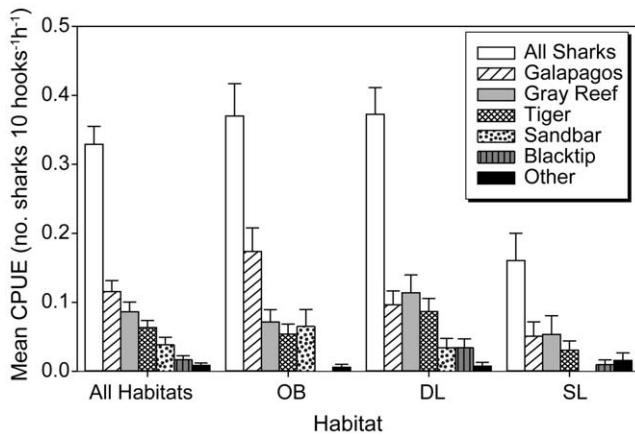 Mean CPUE (no. sharks 10 hooks⁻¹h⁻¹)
0.5
0.4
0.3
0.2
0.1
0.0
All Sharks
Galapagos
Gray Reef
Tiger
Sandbar
Blacktip
Other
All Habitats OB DL SL
Habitat